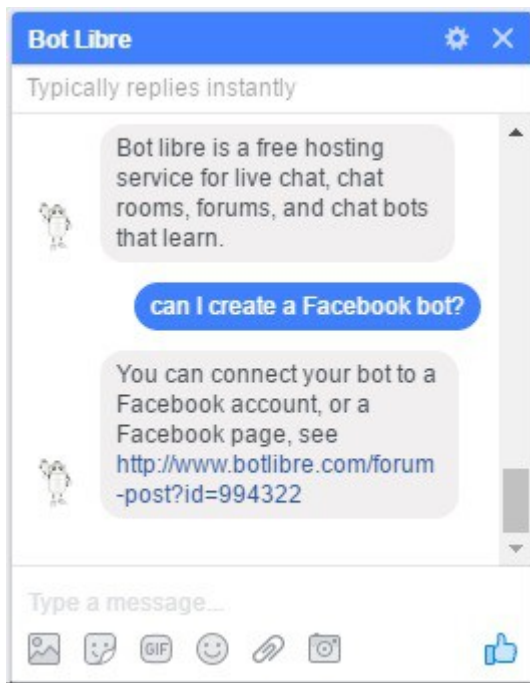 Bot Libre
Typically replies instantly
Bot libre is a free hosting
service for live chat, chat
rooms, forums, and chat bots
that learn.
can I create a Facebook bot?
You can connect your bot to a
Facebook account, or a
Facebook page, see
http://www.botlibre.com/forum
-post?id=994322
Type a message...
GIF